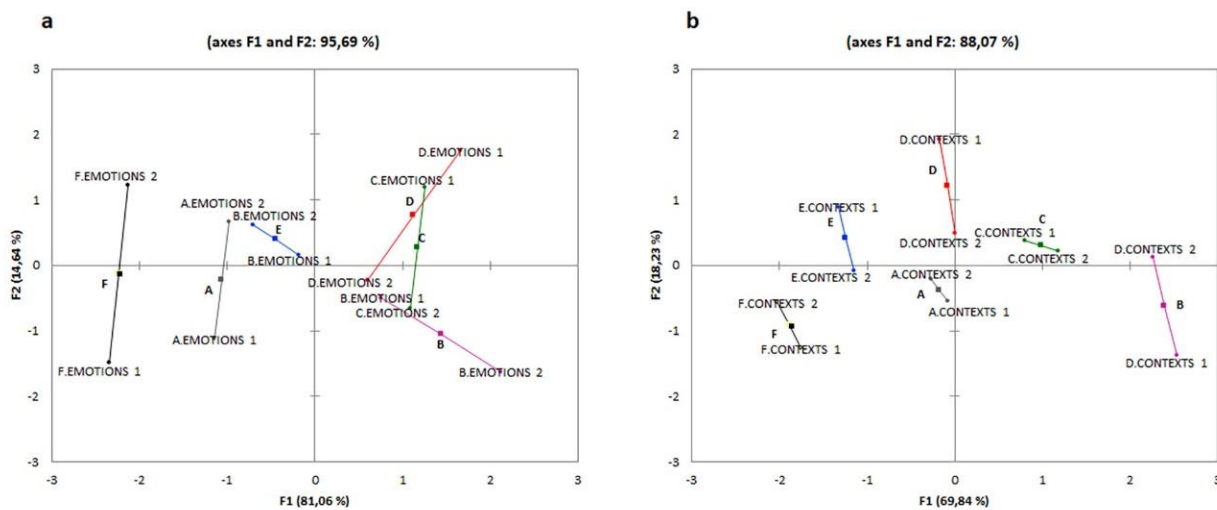 a
(axes F1 and F2: 95,69 %)
3
2
1
0
-1
-2
-3
-3
-2
-1
0
1
2
3
F2 (14,64 %)
F1 (81,06 %)
D.EMOTIONS 1
F.EMOTIONS 2
C.EMOTIONS 1
A.EMOTIONS 2
B.EMOTIONS 2
D
E
C
B.EMOTIONS 1
F
D.EMOTIONS 2
A
B.EMOTIONS 1
C.EMOTIONS 2
B
A.EMOTIONS 1
F.EMOTIONS 1
B.EMOTIONS 2
b
(axes F1 and F2: 88,07 %)
3
2
1
0
-1
-2
-3
-3
-2
-1
0
1
2
3
F2 (18,23 %)
F1 (69,84 %)
D.CONTEXTS 1
D
E.CONTEXTS 1
E
C
C.CONTEXTS 1
D.CONTEXTS 2
C.CONTEXTS 2
D.CONTEXTS 2
E.CONTEXTS 2
A.CONTEXTS 2
A
F.CONTEXTS 2
B
A.CONTEXTS 1
F
F.CONTEXTS 1
D.CONTEXTS 1